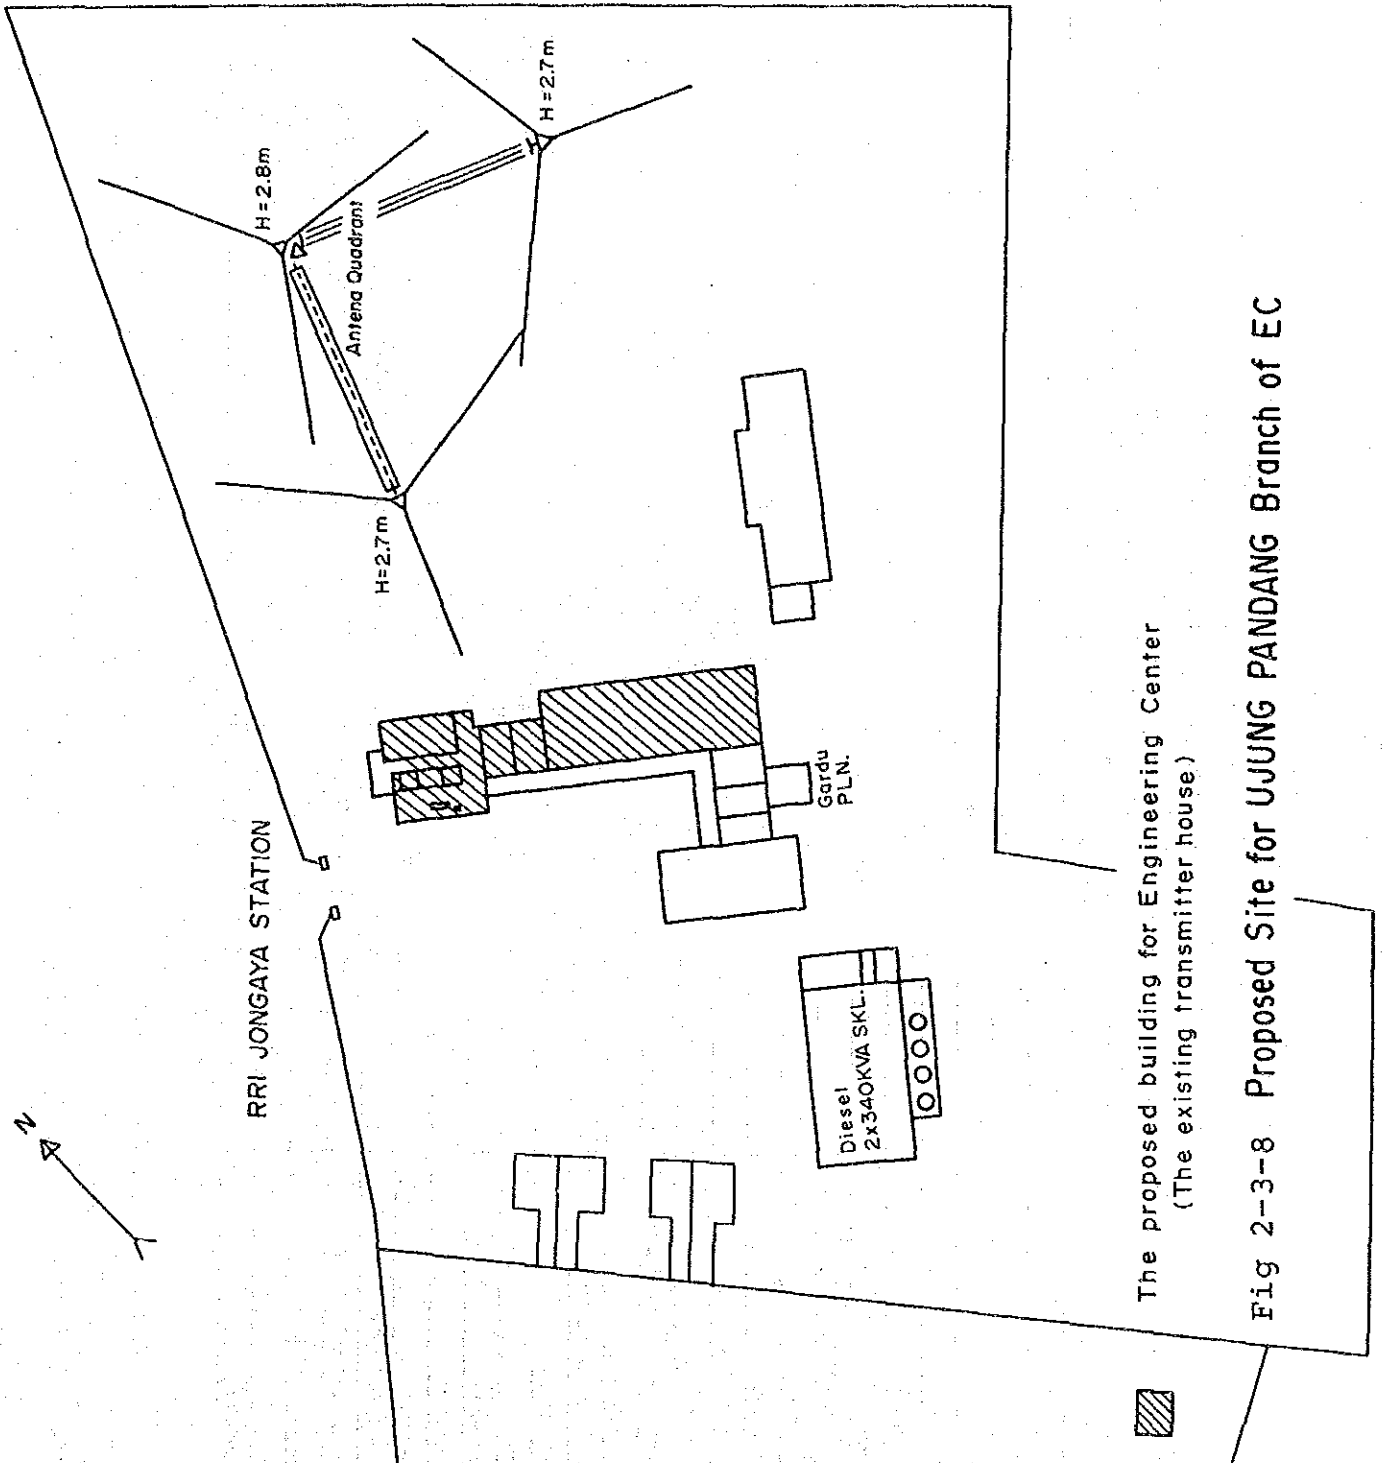 N
RRI JONGAYA STATION
H=2.7m
H=2.8m
Antena Quadrant
H=2.7m
Gardu
PLN.
Diesel
2x340KVA SKL.
The proposed building for Engineering Center
(The existing transmitter house)
Fig 2-3-8 Proposed Site for UJUNG PANDANG Branch of EC